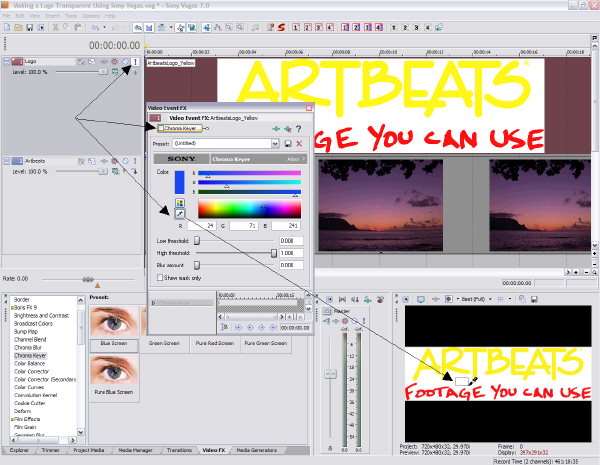 Making a Logo Transparent Using Sony Vegas.veg * - Sony Vegas 7.0
File Edit View Insert Tools Options Help
00:00:00.00
Logo
Level: 100.0 %
ArtbeatsLogo_Yellow
ARTBEATS
GE YOU CAN USE
Video Event FX
Video Event FX: ArtbeatsLogo_Yellow
Chroma Keyer
Preset: (Untitled)
SONY Chroma Keyer About ?
Color
R 24 G 71 B 241
Low threshold: 0.000
High threshold: 1.000
Blur amount: 0.000
Show mask only
00:00:00.00
Artbeats
Level: 100.0 %
Rate: 0.00
Border
Boris FX 9
Brightness and Contrast
Broadcast Colors
Bump Map
Channel Blend
Chroma Blur
Chroma Keyer
Color Balance
Color Corrector
Color Corrector (Secondary
Color Curves
Convolution Kernel
Cookie Cutter
Deform
Film Effects
Film Grain
Gaussian Blur
Preset:
Blue Screen
Green Screen
Pure Red Screen
Pure Green Screen
Pure Blue Screen
Explorer Trimmer Project Media Media Manager Transitions Video FX Media Generators
Master
Best (Full)
ARTBEATS
FOOTAGE YOU CAN USE
Project: 720x480x32, 29.970i Frame: 0
Preview: 720x480x32, 29.970i Display: 397x291x32
Record Time (2 channels): 46:18:35